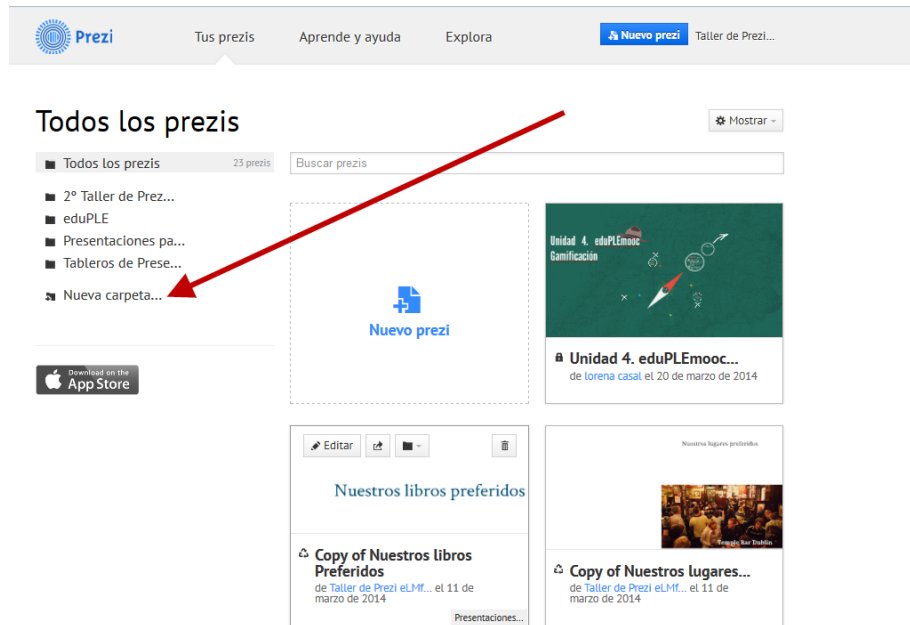 Prezi
Tus prezis
Aprende y ayuda
Explora
Nuevo prezi
Taller de Prezi...
Todos los prezis
Mostrar
Todos los prezis
23 prezis
Buscar prezis
2º Taller de Prez...
eduPLE
Presentaciones pa...
Tableros de Prese...
Nueva carpeta...
Download on the
App Store
Nuevo prezi
Unidad 4. eduPLEmooc
Gamificación
Unidad 4. eduPLEmooc...
de lorena casal el 20 de marzo de 2014
Editar
Nuestros libros preferidos
Copy of Nuestros libros
Preferidos
de Taller de Prezi eLMf... el 11 de
marzo de 2014
Presentaciones...
Nuestros lugares preferidos
Temple Bar Dublin
Copy of Nuestros lugares...
de Taller de Prezi eLMf... el 11 de
marzo de 2014